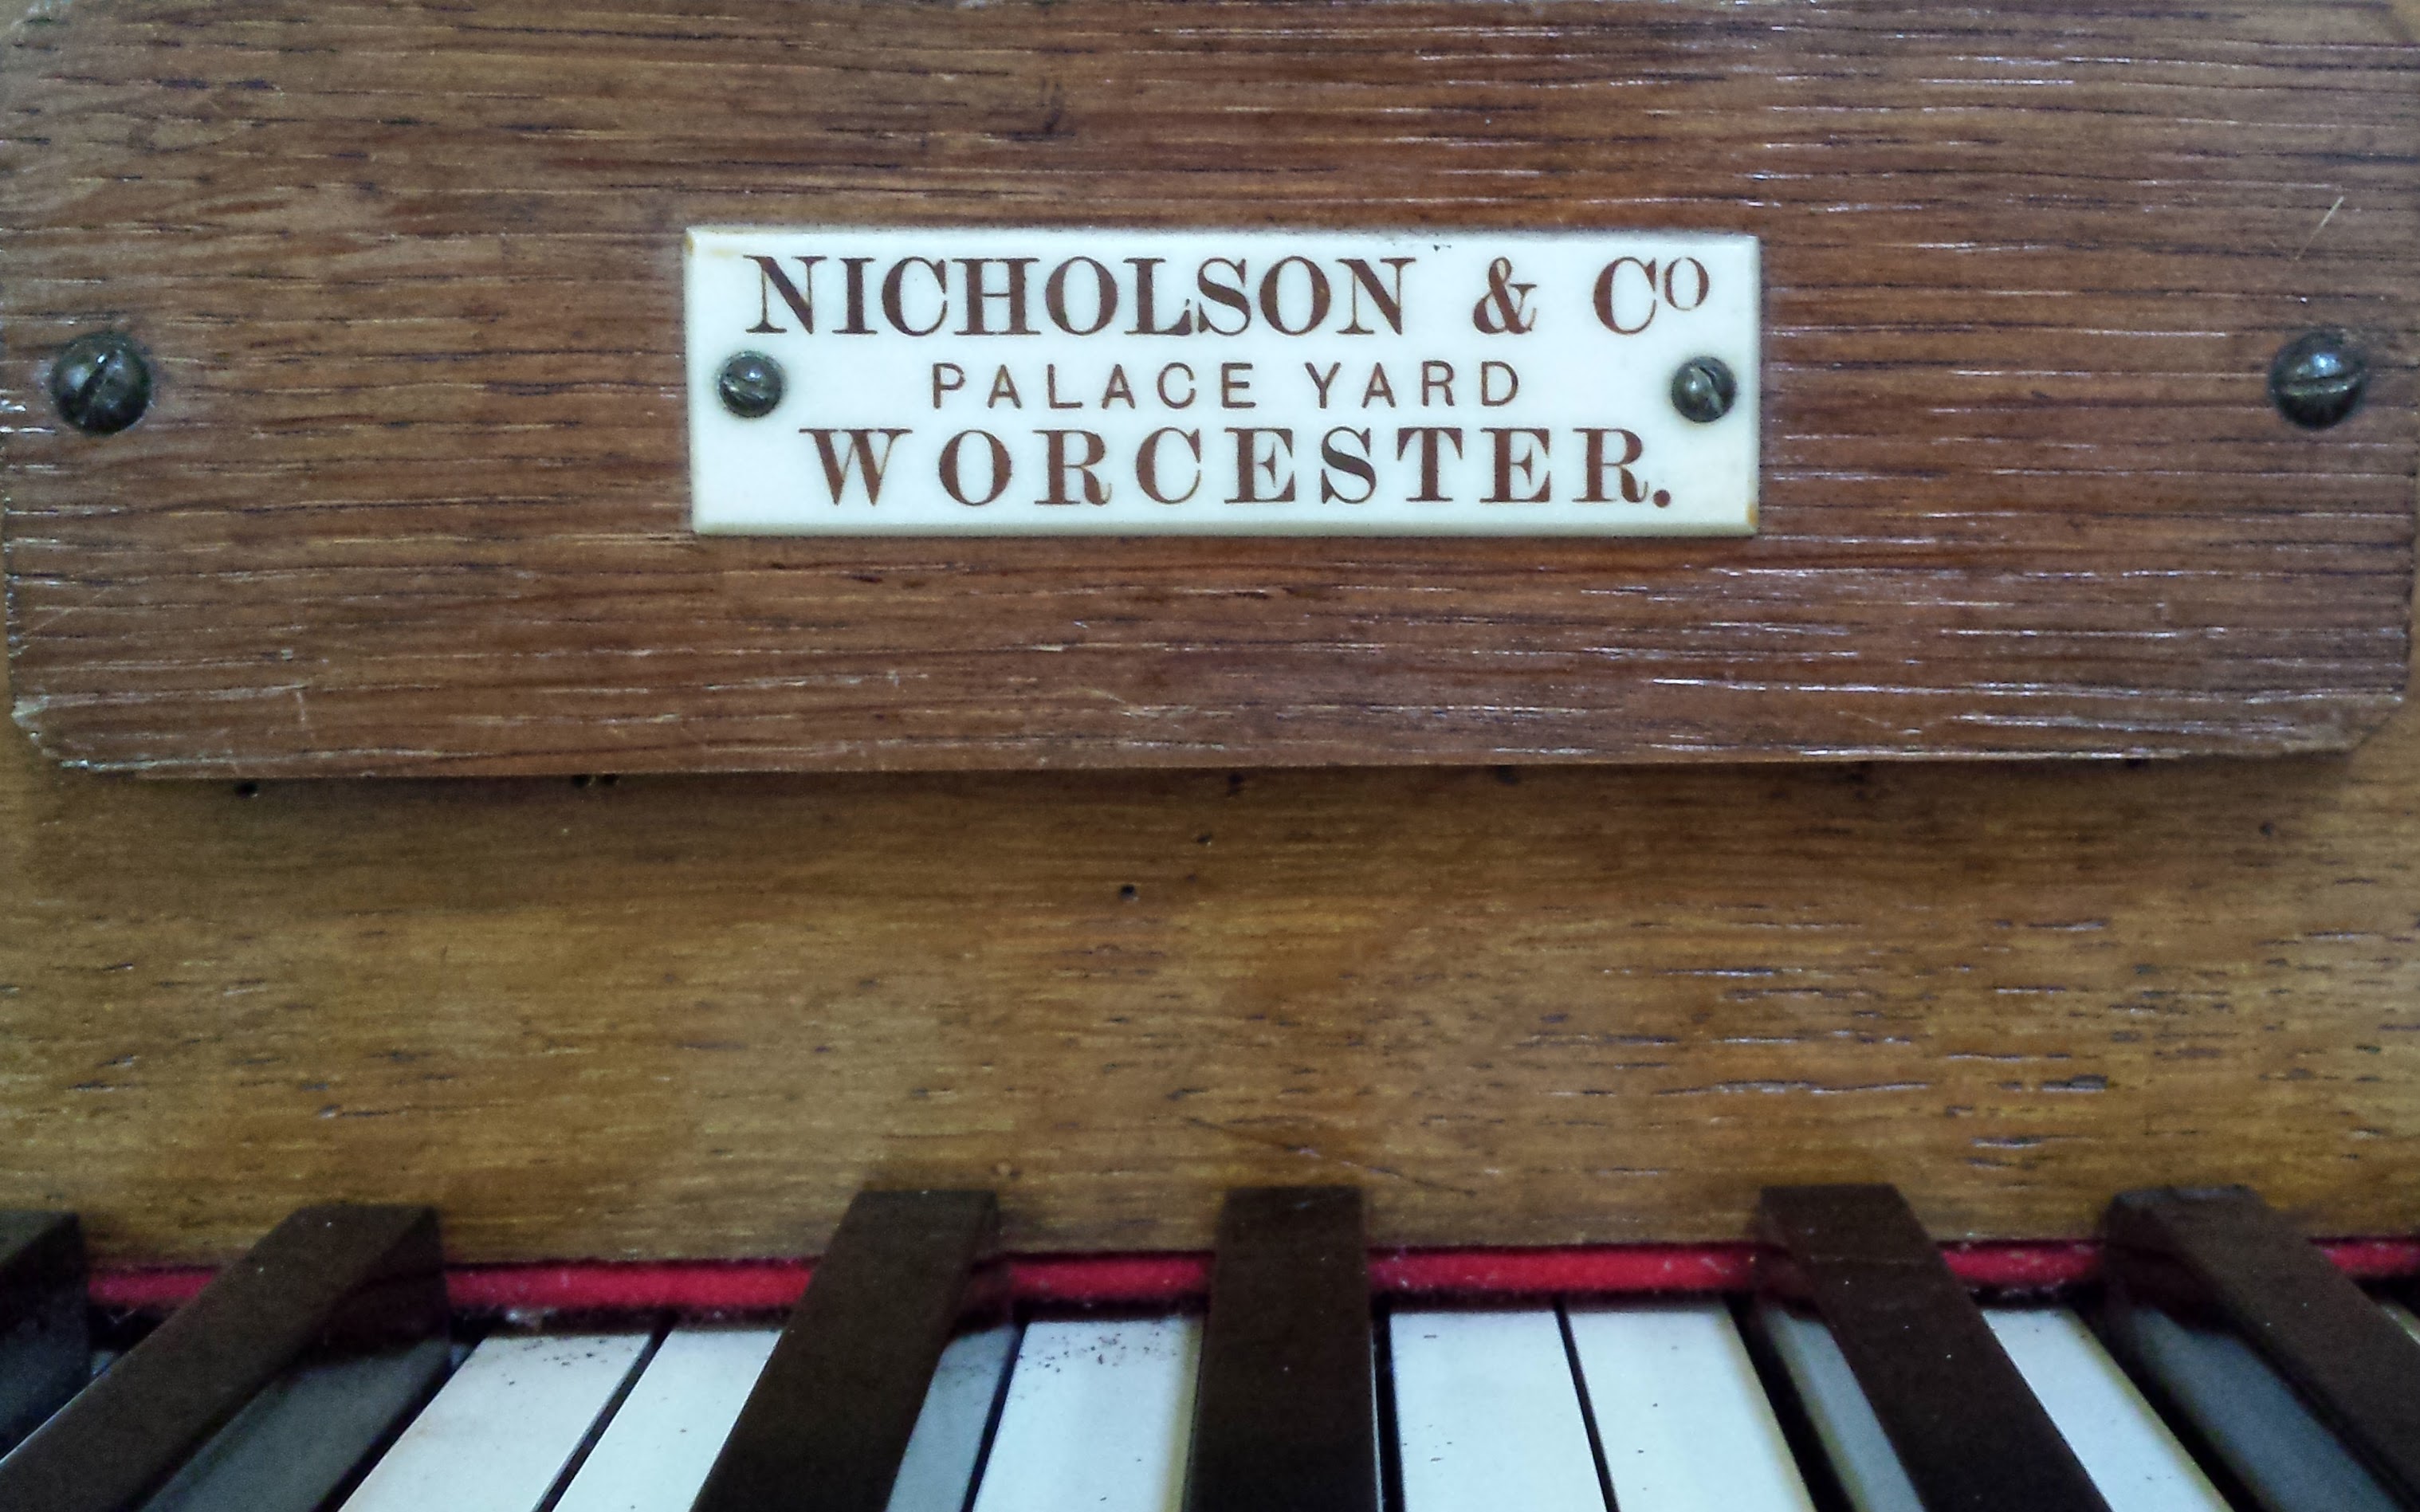 NICHOLSON & CO
PALACE YARD
WORCESTER.